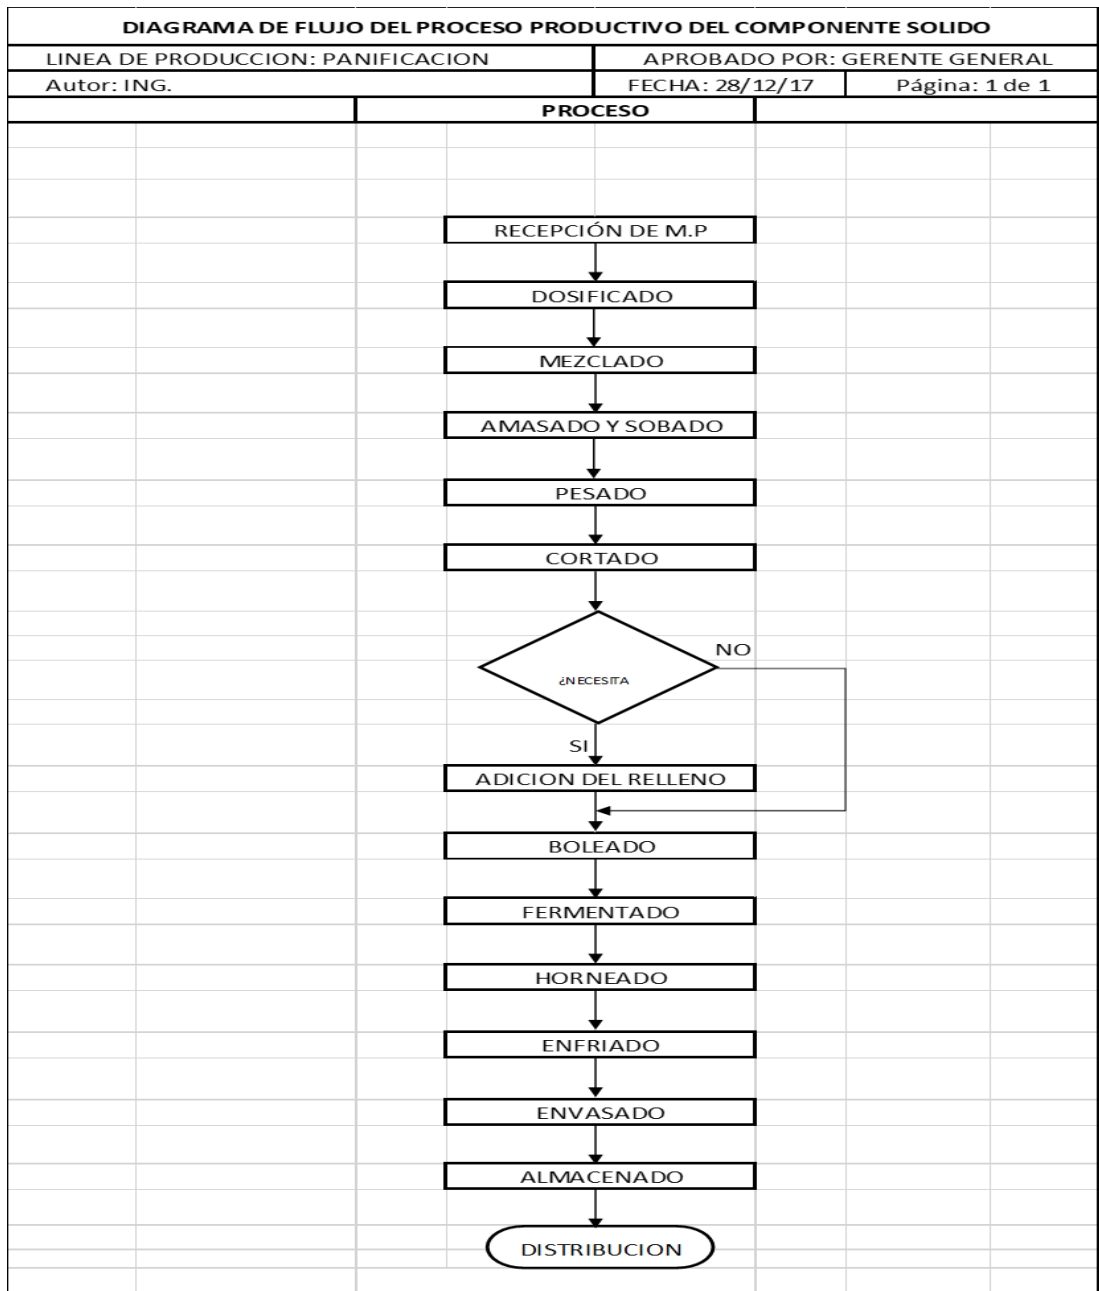 DIAGRAMA DE FLUJO DEL PROCESO PRODUCTIVO DEL COMPONENTE SOLIDO
LINEA DE PRODUCCION: PANIFICACION
APROBADO POR: GERENTE GENERAL
Autor: ING.
FECHA: 28/12/17
Página: 1 de 1
PROCESO
RECEPCIÓN DE M.P
DOSIFICADO
MEZCLADO
AMASADO Y SOBADO
PESADO
CORTADO
NO
¿NECESITA
SI
ADICION DEL RELLENO
BOLEADO
FERMENTADO
HORNEADO
ENFRIADO
ENVASADO
ALMACENADO
DISTRIBUCION